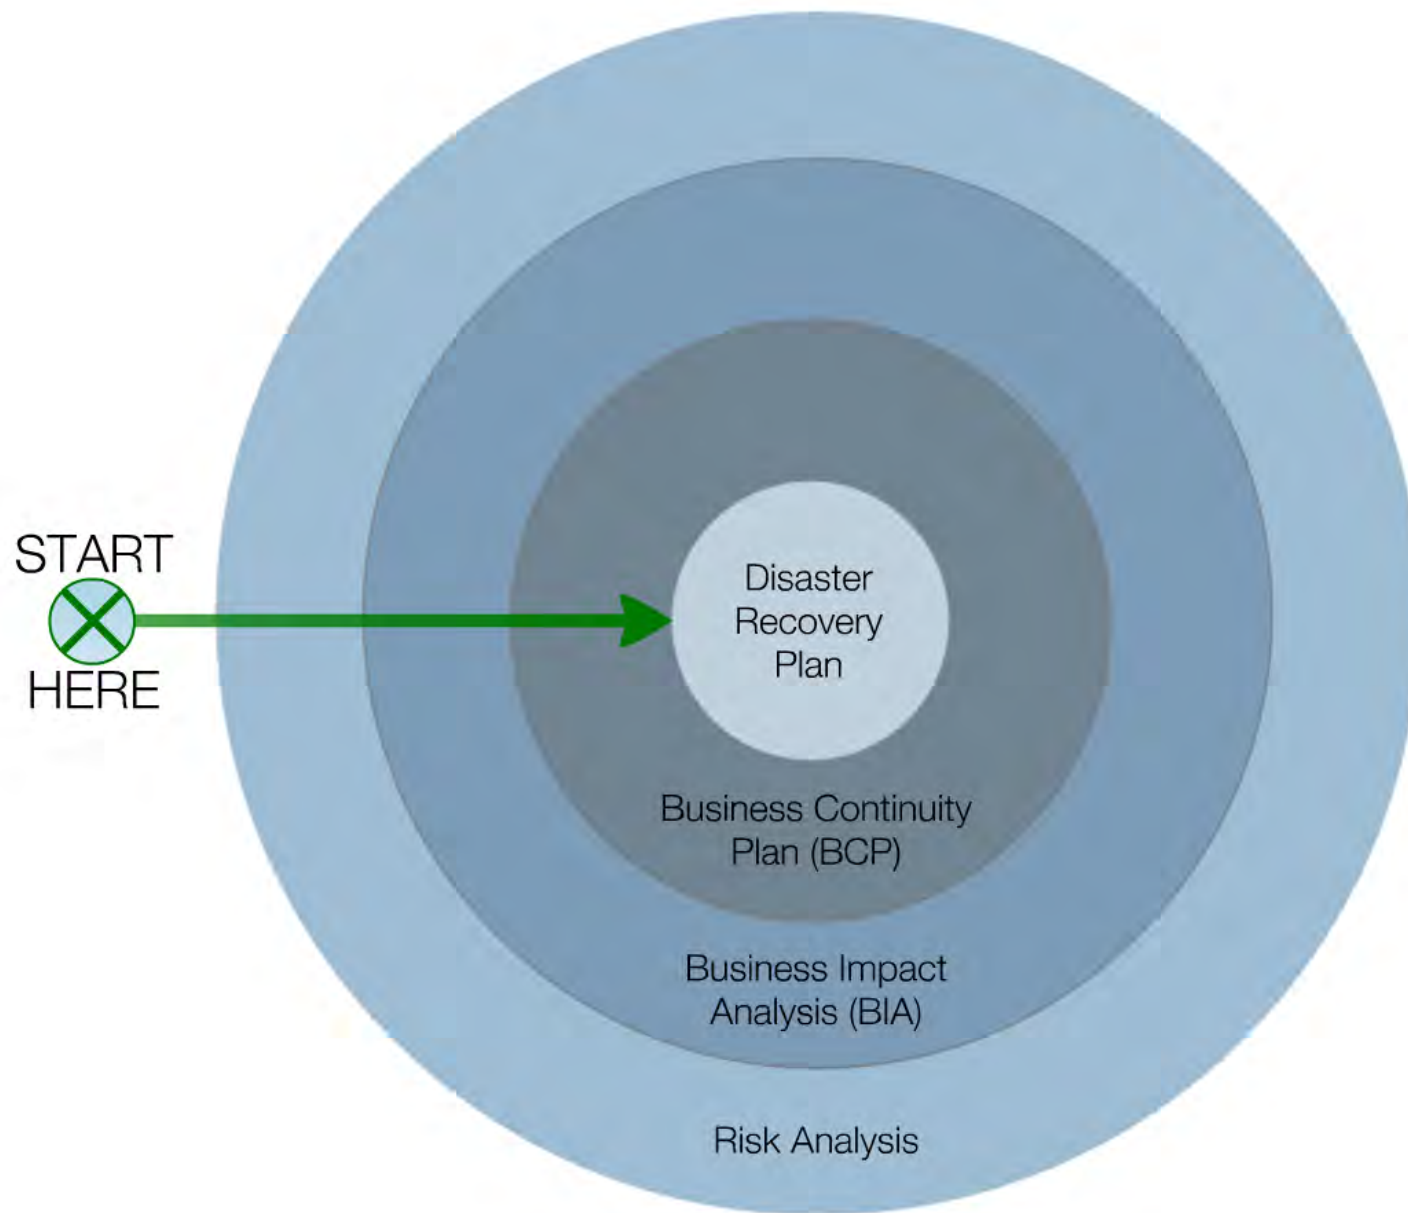 START
HERE
Disaster
Recovery
Plan
Business Continuity
Plan (BCP)
Business Impact
Analysis (BIA)
Risk Analysis